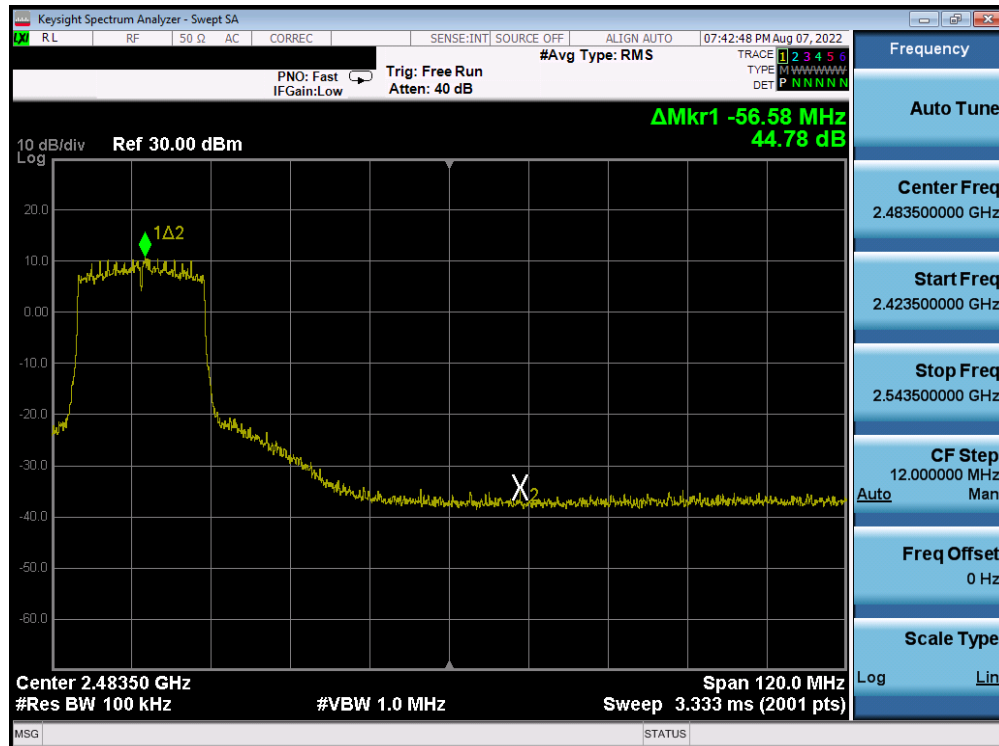 Keysight Spectrum Analyzer - Swept SA
LXI RL RF 50 Ω AC CORREC SENSE:INT SOURCE OFF ALIGN AUTO 07:42:48 PM Aug 07, 2022
#Avg Type: RMS
TRACE 1 2 3 4 5 6
TYPE M W W W W W
DET P N N N N N
PNO: Fast
IFGain:Low
Trig: Free Run
Atten: 40 dB
ΔMkr1 -56.58 MHz
44.78 dB
10 dB/div Ref 30.00 dBm
Log
20.0
10.0
0.00
-10.0
-20.0
-30.0
-40.0
-50.0
-60.0
1Δ2
X2
Center 2.48350 GHz Span 120.0 MHz
#Res BW 100 kHz #VBW 1.0 MHz Sweep 3.333 ms (2001 pts)
MSG STATUS
Frequency
Auto Tune
Center Freq
2.483500000 GHz
Start Freq
2.423500000 GHz
Stop Freq
2.543500000 GHz
CF Step
12.000000 MHz
Auto Man
Freq Offset
0 Hz
Scale Type
Log Lin